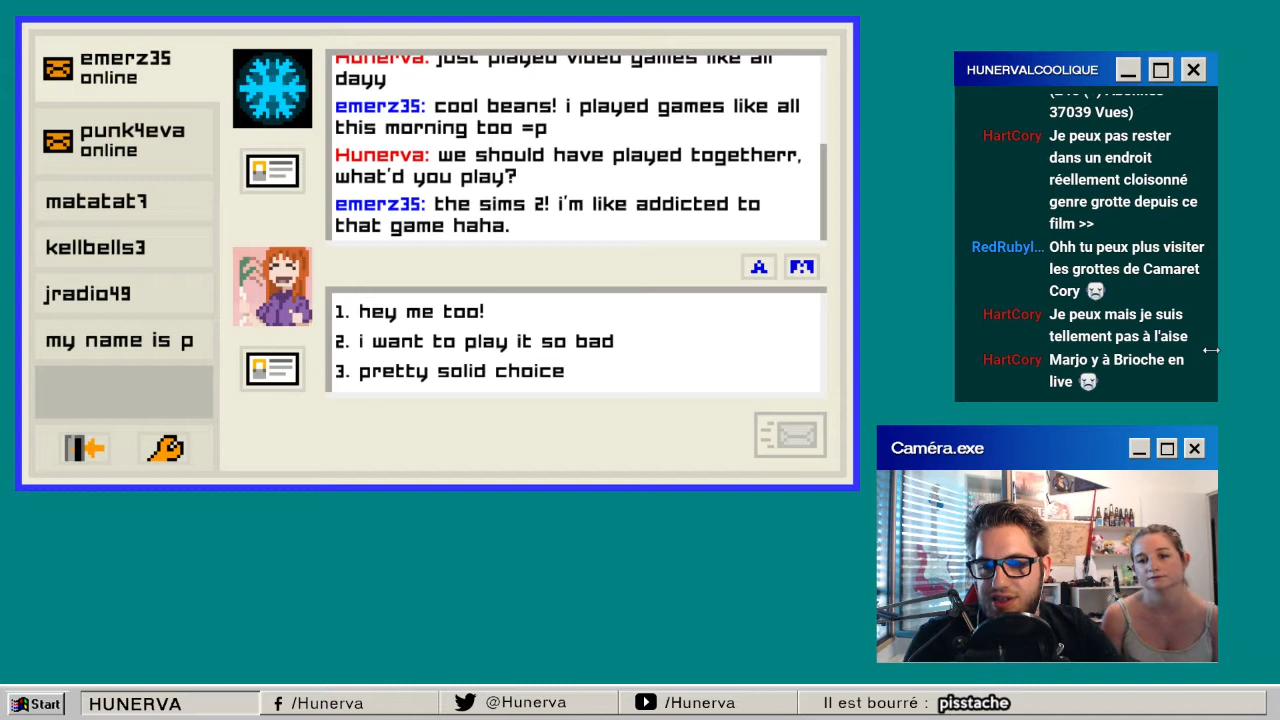 emerz35
online
punk4eva
online
matatat7
kellbells3
jradio49
my name is p
Hunerva: just played video games like all
dayy
emerz35: cool beans! i played games like all
this morning too =p
Hunerva: we should have played togetherr,
what'd you play?
emerz35: the sims 2! i'm like addicted to
that game haha.
A
1. hey me too!
2. i want to play it so bad
3. pretty solid choice
HUNERVALCOOLIQUE
37039 Vues)
HartCory Je peux pas rester
dans un endroit
réellement cloisonné
genre grotte depuis ce
film >>
RedRubyl... Ohh tu peux plus visiter
les grottes de Camaret
Cory
HartCory Je peux mais je suis
tellement pas à l'aise
HartCory Marjo y à Brioche en
live
Caméra.exe
Start
HUNERVA
/Hunerva
@Hunerva
/Hunerva
Il est bourré : pisstache